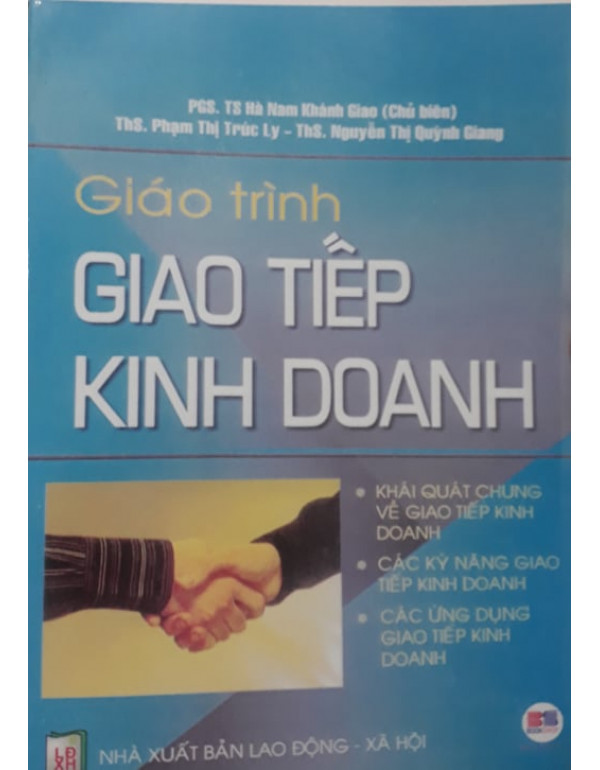 PGS. TS Hà Nam Khánh Giao (Chủ biên)
ThS. Phạm Thị Trúc Ly - ThS. Nguyễn Thị Quỳnh Giang
Giáo trình
GIAO TIẾP
KINH DOANH
• KHÁI QUÁT CHUNG
VỀ GIAO TIẾP KINH
DOANH
• CÁC KỸ NĂNG GIAO
TIẾP KINH DOANH
• CÁC ỨNG DỤNG
GIAO TIẾP KINH
DOANH
LĐ
XH
NHÀ XUẤT BẢN LAO ĐỘNG - XÃ HỘI